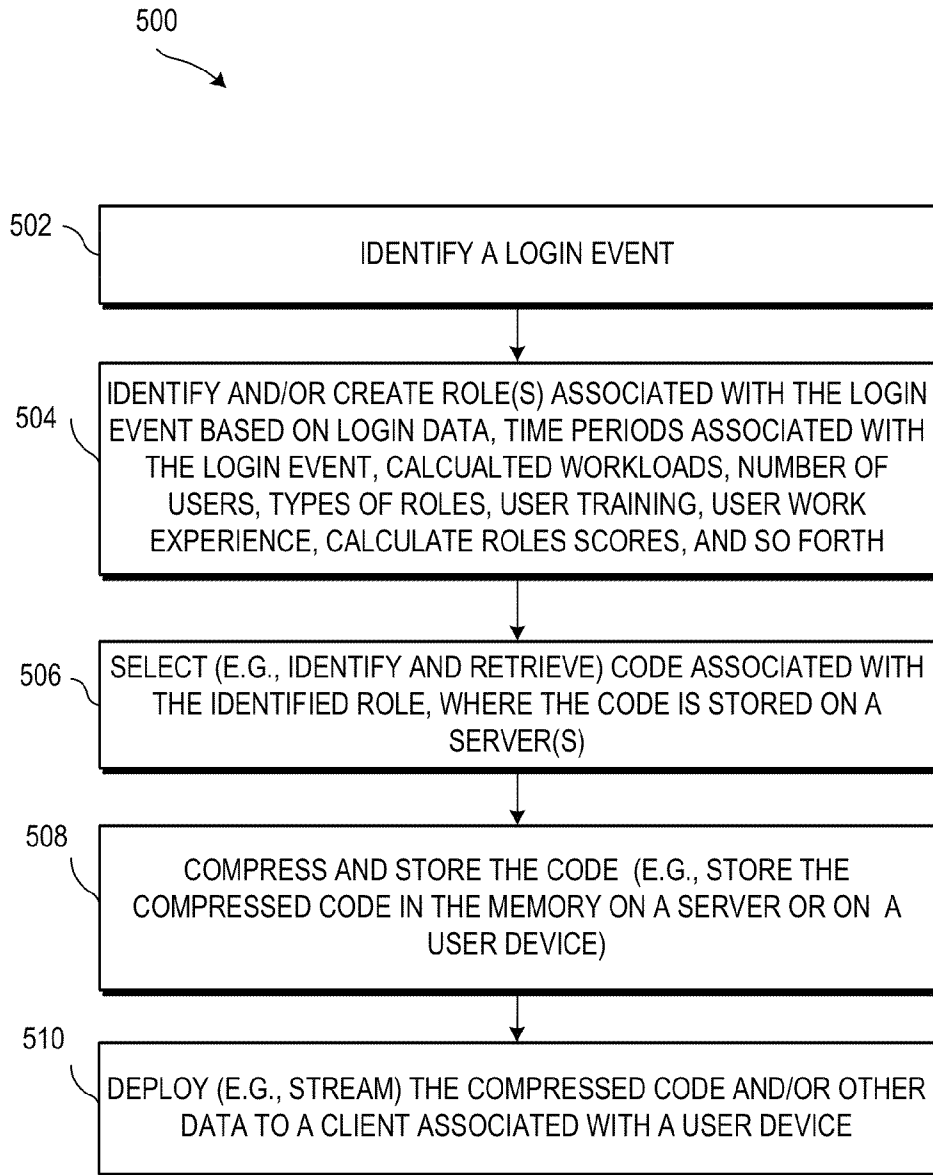 500
502
IDENTIFY A LOGIN EVENT
504
IDENTIFY AND/OR CREATE ROLE(S) ASSOCIATED WITH THE LOGIN
EVENT BASED ON LOGIN DATA, TIME PERIODS ASSOCIATED WITH
THE LOGIN EVENT, CALCUALTED WORKLOADS, NUMBER OF
USERS, TYPES OF ROLES, USER TRAINING, USER WORK
EXPERIENCE, CALCULATE ROLES SCORES, AND SO FORTH
506
SELECT (E.G., IDENTIFY AND RETRIEVE) CODE ASSOCIATED WITH
THE IDENTIFIED ROLE, WHERE THE CODE IS STORED ON A
SERVER(S)
508
COMPRESS AND STORE THE CODE (E.G., STORE THE
COMPRESSED CODE IN THE MEMORY ON A SERVER OR ON A
USER DEVICE)
510
DEPLOY (E.G., STREAM) THE COMPRESSED CODE AND/OR OTHER
DATA TO A CLIENT ASSOCIATED WITH A USER DEVICE